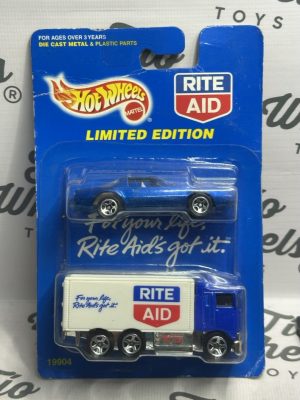 FOR AGES OVER 3 YEARS
DIE CAST METAL & PLASTIC PARTS
Hot Wheels
MATTEL
RITE
AID
LIMITED EDITION
For your life,
Rite Aid's got it.
For your life,
Rite Aid's got it.
RITE
AID
19904
TOYS